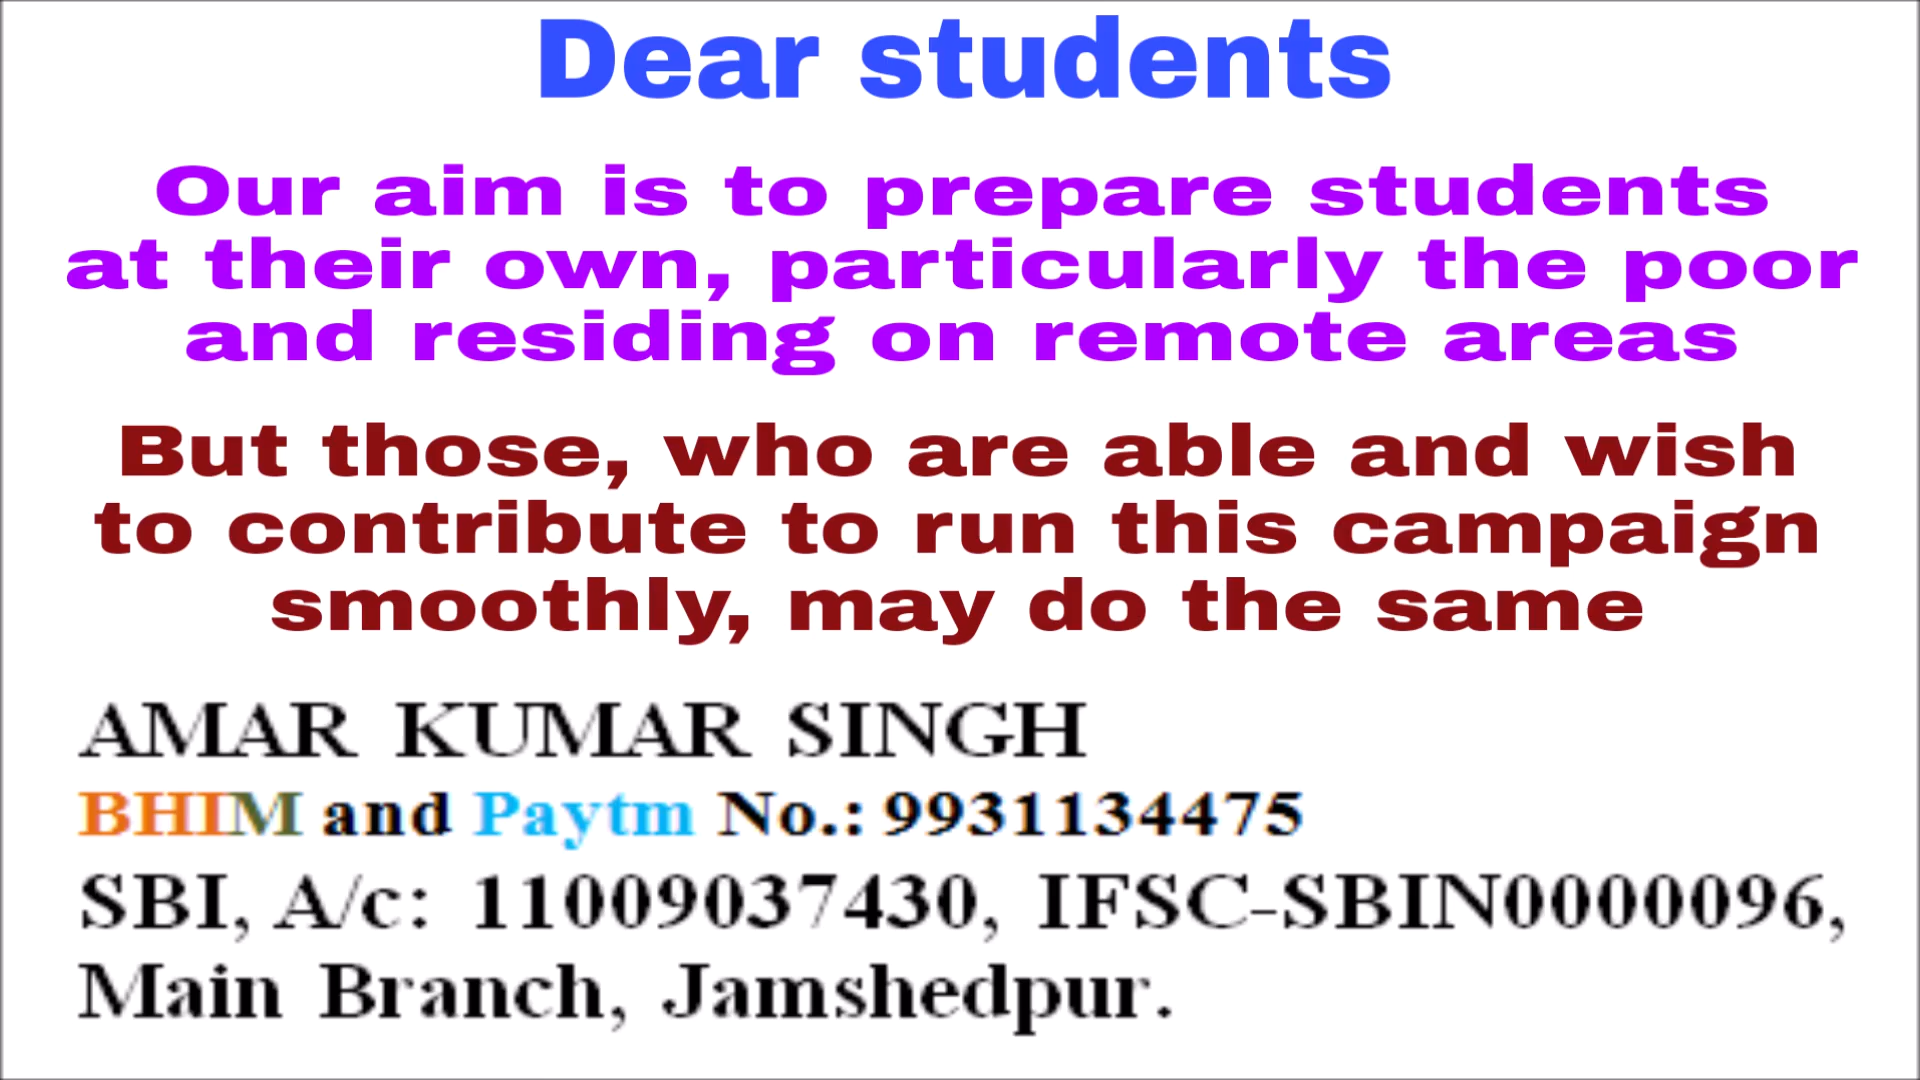 Dear students
Our aim is to prepare students
at their own, particularly the poor
and residing on remote areas
But those, who are able and wish
to contribute to run this campaign
smoothly, may do the same
AMAR KUMAR SINGH
BHIM and Paytm No.: 9931134475
SBI, A/c: 11009037430, IFSC-SBIN0000096,
Main Branch, Jamshedpur.